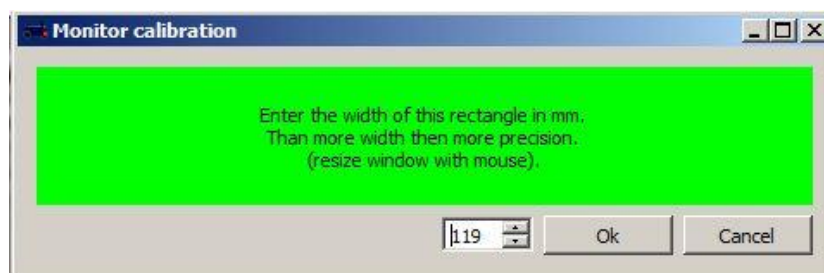 Monitor calibration
Enter the width of this rectangle in mm.
Than more width then more precision.
(resize window with mouse).
119
Ok
Cancel